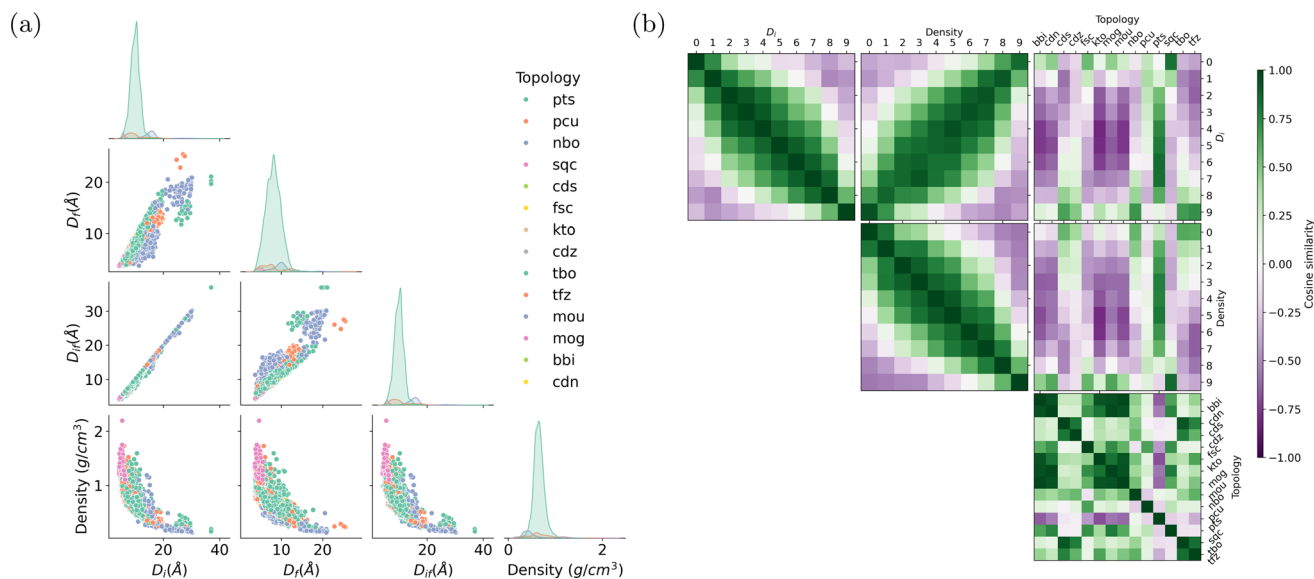 (a)
Topology
pts
pcu
nbo
sqc
cds
fsc
kto
cdz
tbo
tfz
mou
mog
bbi
cdn
D_f(Å)
20
10
D_if(Å)
30
20
10
Density (g/cm³)
2
1
0 20 40
D_i(Å)
10 20
D_f(Å)
0 20 40
D_if(Å)
0 2
Density (g/cm³)
(b)
D_i
0 1 2 3 4 5 6 7 8 9
Density
0 1 2 3 4 5 6 7 8 9
Topology
bbi cdn cds cdz fsc kto mog mou nbo pcu pts sqc tbo tfz
0
1
2
3
4
5
6
7
8
9
D_i
0
1
2
3
4
5
6
7
8
9
Density
bbi
cdn
cds
cdz
fsc
kto
mog
mou
nbo
pcu
pts
sqc
tbo
tfz
Topology
1.00
0.75
0.50
0.25
0.00
−0.25
−0.50
−0.75
−1.00
Cosine similarity